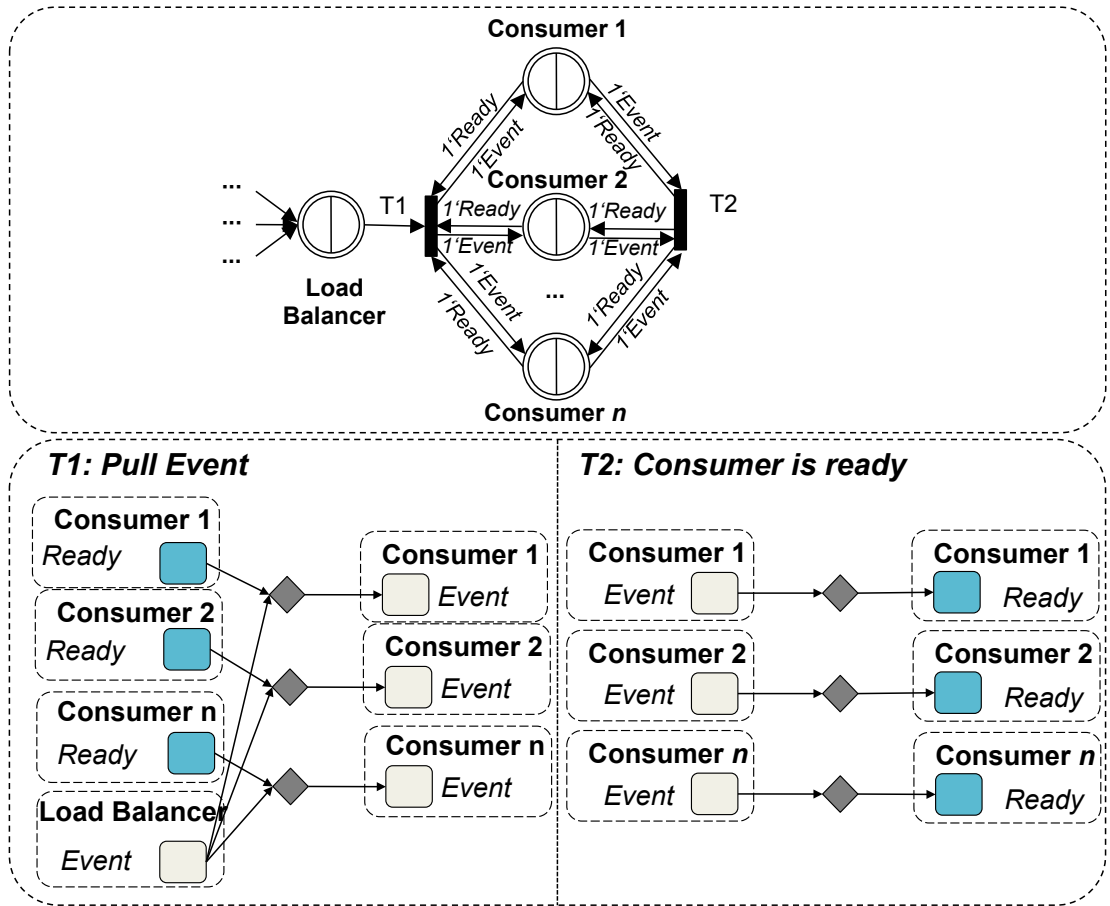 Consumer 1
1‘Ready
1‘Event
1‘Event
1‘Ready
Consumer 2
...
...
...
T1
T2
1‘Ready
1‘Event
1‘Ready
1‘Event
Load
Balancer
...
1‘Event
1‘Ready
1‘Ready
1‘Event
Consumer n
T1: Pull Event
Consumer 1
Ready
Consumer 2
Ready
Consumer n
Ready
Load Balancer
Event
Consumer 1
Event
Consumer 2
Event
Consumer n
Event
T2: Consumer is ready
Consumer 1
Event
Consumer 2
Event
Consumer n
Event
Consumer 1
Ready
Consumer 2
Ready
Consumer n
Ready